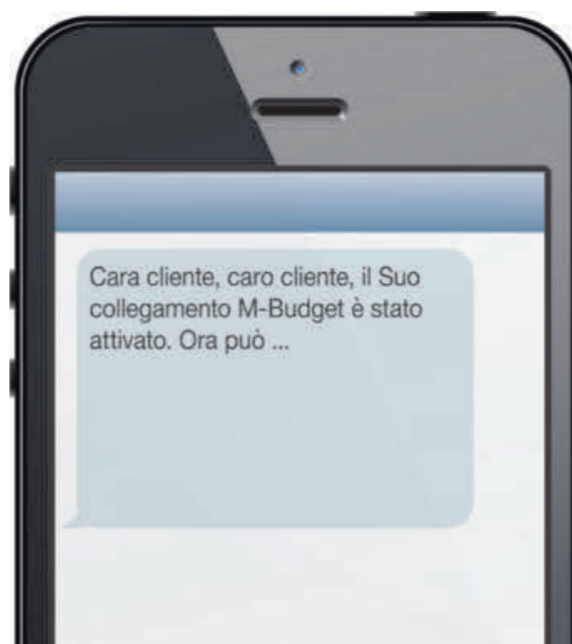 Cara cliente, caro cliente, il Suo
collegamento M-Budget è stato
attivato. Ora può ...